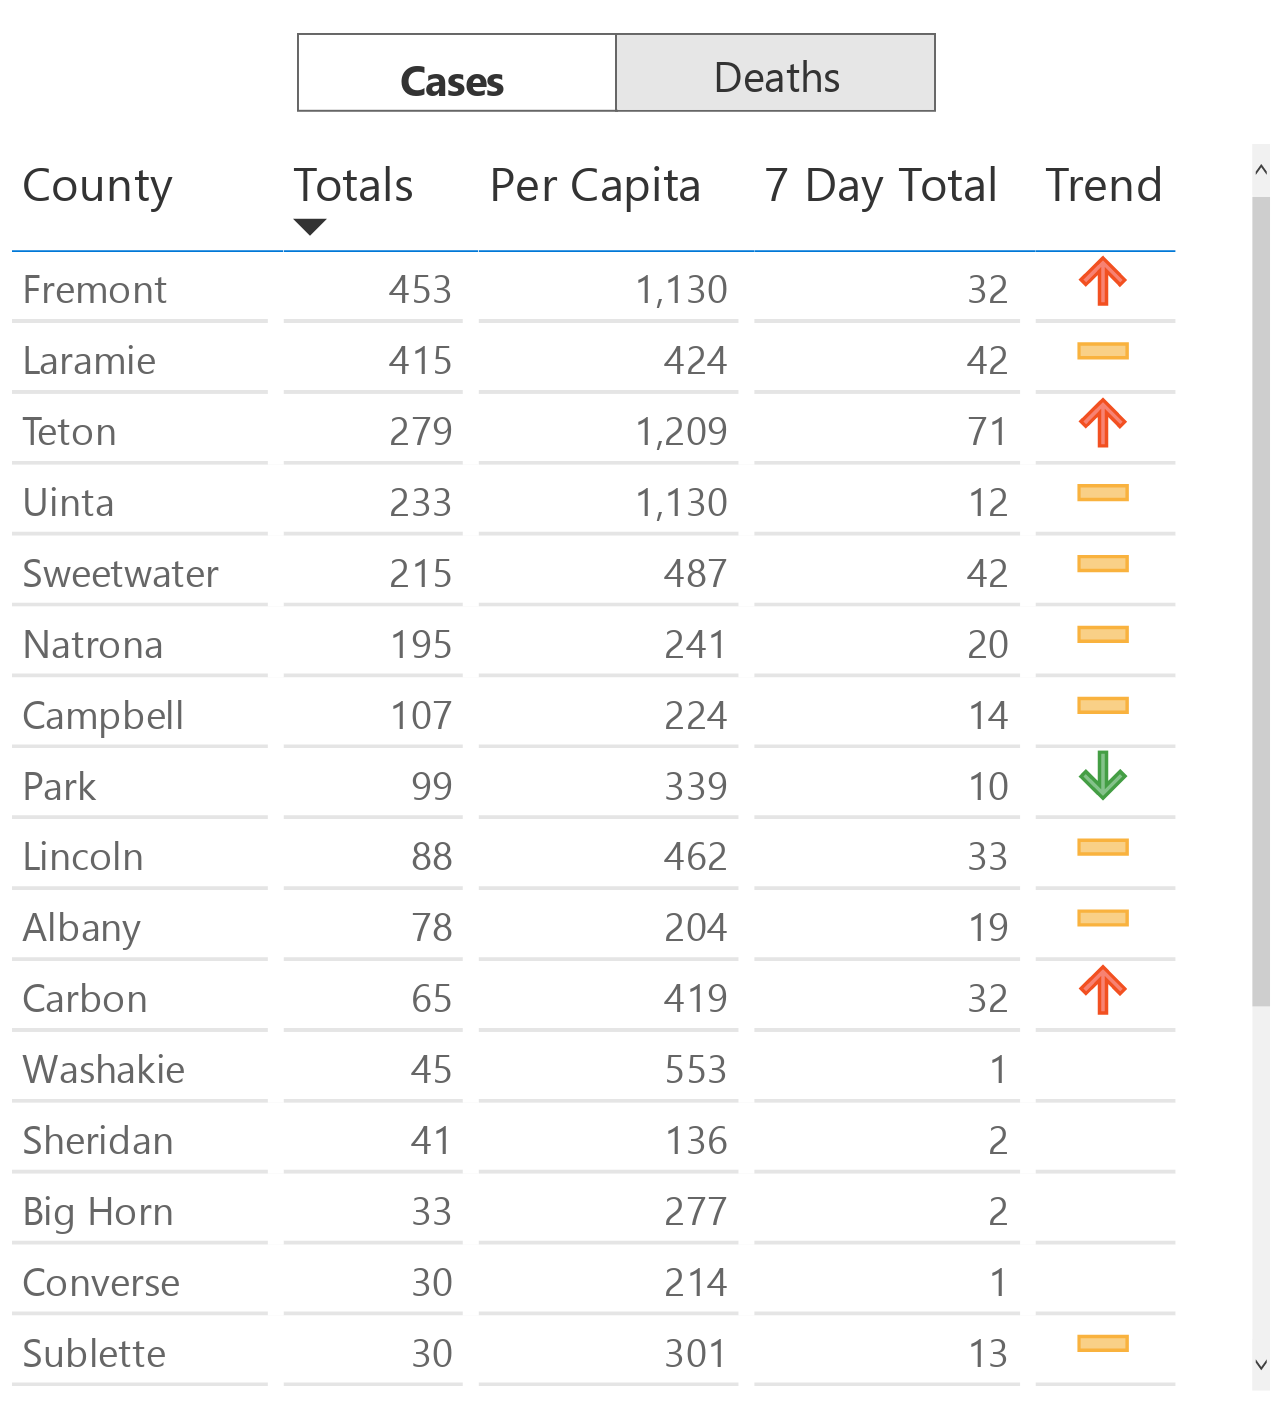 Cases Deaths
County Totals Per Capita 7 Day Total Trend
Fremont 453 1,130 32
Laramie 415 424 42
Teton 279 1,209 71
Uinta 233 1,130 12
Sweetwater 215 487 42
Natrona 195 241 20
Campbell 107 224 14
Park 99 339 10
Lincoln 88 462 33
Albany 78 204 19
Carbon 65 419 32
Washakie 45 553 1
Sheridan 41 136 2
Big Horn 33 277 2
Converse 30 214 1
Sublette 30 301 13